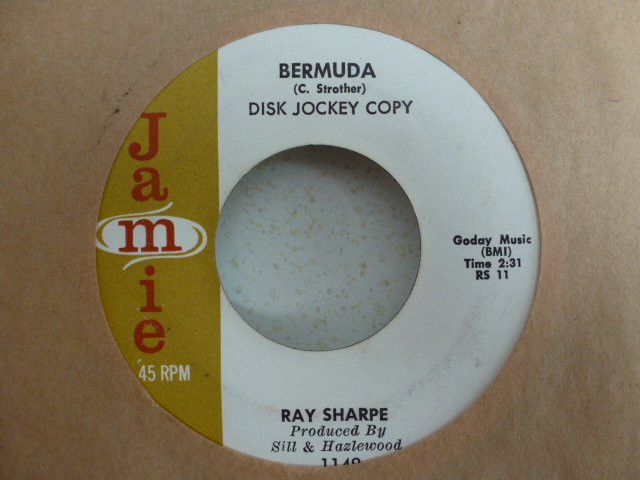 BERMUDA
(C. Strother)
DISK JOCKEY COPY
Jamie
45 RPM
Goday Music
(BMI)
Time 2:31
RS 11
RAY SHARPE
Produced By
Sill & Hazlewood